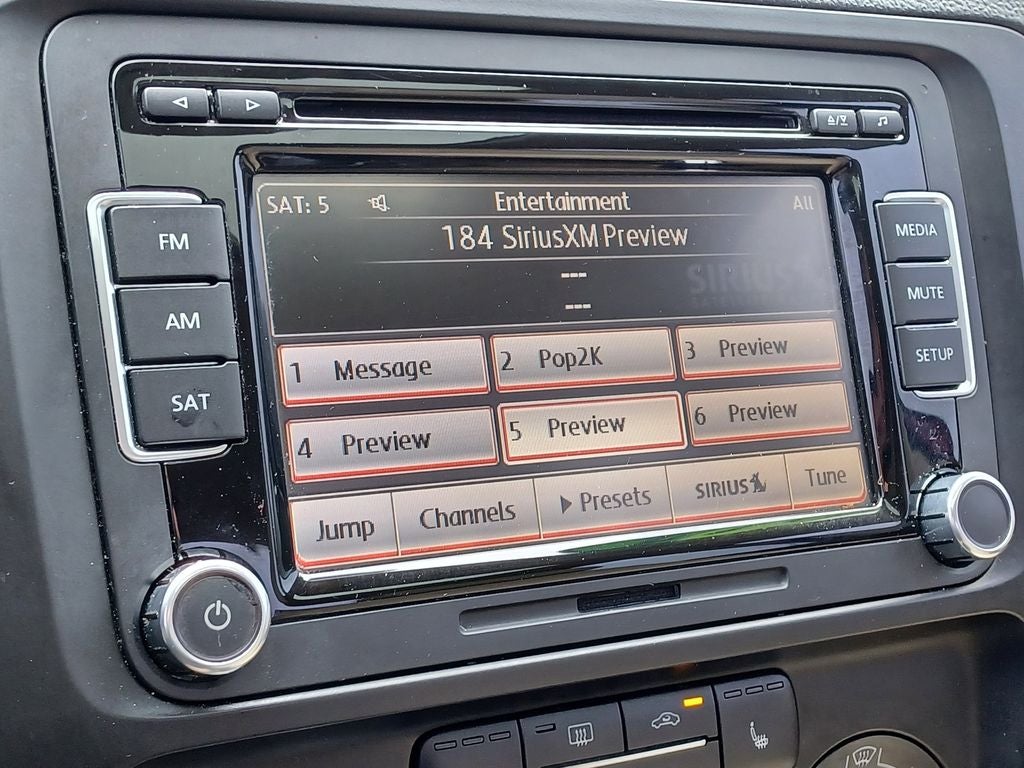 SAT: 5 Entertainment All
184 SiriusXM Preview
---
---
SIRIUS
FM
AM
SAT
MEDIA
MUTE
SETUP
1 Message 2 Pop2K 3 Preview
4 Preview 5 Preview 6 Preview
Jump Channels Presets SIRIUS Tune